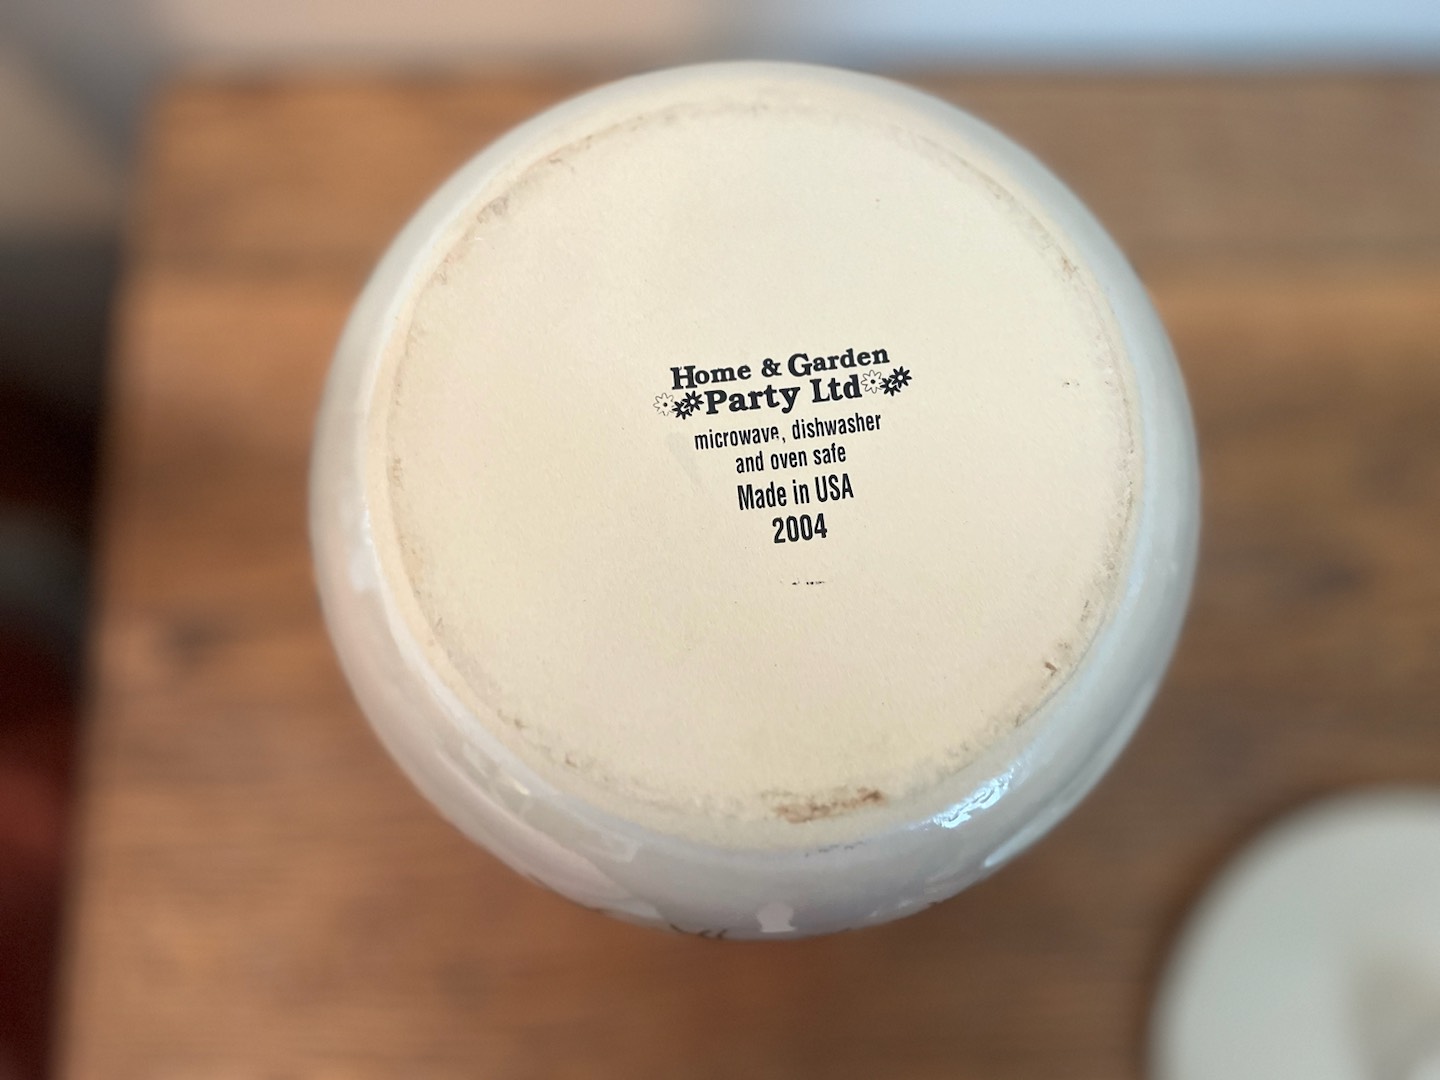 Home & Garden
Party Ltd
microwave, dishwasher
and oven safe
Made in USA
2004